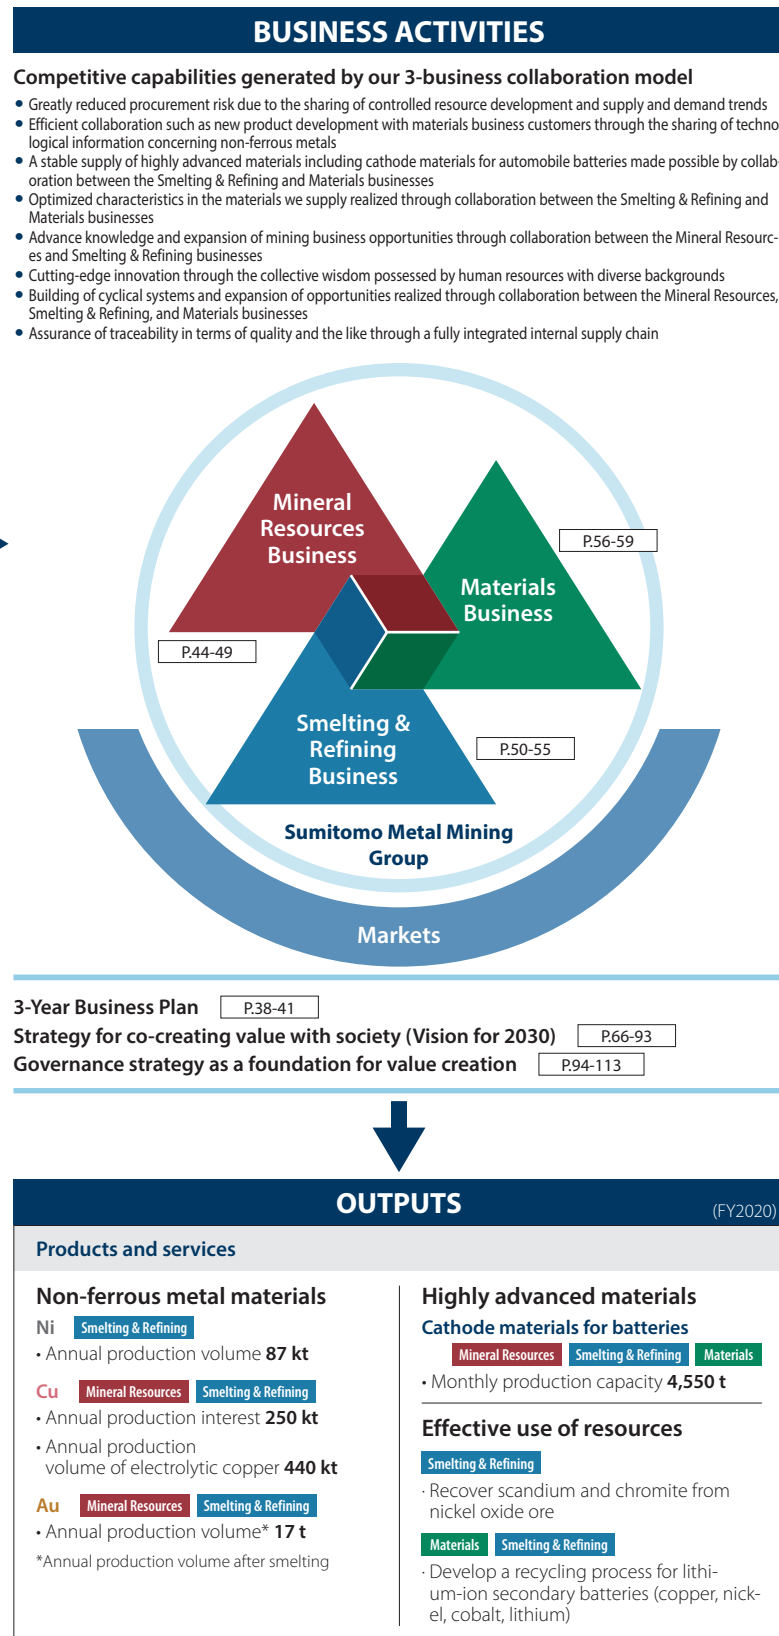 BUSINESS ACTIVITIES
Competitive capabilities generated by our 3-business collaboration model
• Greatly reduced procurement risk due to the sharing of controlled resource development and supply and demand trends
• Efficient collaboration such as new product development with materials business customers through the sharing of techno
logical information concerning non-ferrous metals
• A stable supply of highly advanced materials including cathode materials for automobile batteries made possible by collab-
oration between the Smelting & Refining and Materials businesses
• Optimized characteristics in the materials we supply realized through collaboration between the Smelting & Refining and
Materials businesses
• Advance knowledge and expansion of mining business opportunities through collaboration between the Mineral Resourc-
es and Smelting & Refining businesses
• Cutting-edge innovation through the collective wisdom possessed by human resources with diverse backgrounds
• Building of cyclical systems and expansion of opportunities realized through collaboration between the Mineral Resources,
Smelting & Refining, and Materials businesses
• Assurance of traceability in terms of quality and the like through a fully integrated internal supply chain
Mineral
Resources
Business
P.44-49
Materials
Business
P.56-59
Smelting &
Refining
Business
P.50-55
Sumitomo Metal Mining
Group
Markets
3-Year Business Plan P.38-41
Strategy for co-creating value with society (Vision for 2030) P.66-93
Governance strategy as a foundation for value creation P.94-113
OUTPUTS (FY2020)
Products and services
Non-ferrous metal materials
Ni Smelting & Refining
• Annual production volume 87 kt
Cu Mineral Resources Smelting & Refining
• Annual production interest 250 kt
• Annual production
volume of electrolytic copper 440 kt
Au Mineral Resources Smelting & Refining
• Annual production volume* 17 t
*Annual production volume after smelting
Highly advanced materials
Cathode materials for batteries
Mineral Resources Smelting & Refining Materials
• Monthly production capacity 4,550 t
Effective use of resources
Smelting & Refining
· Recover scandium and chromite from
nickel oxide ore
Materials Smelting & Refining
· Develop a recycling process for lithi-
um-ion secondary batteries (copper, nick-
el, cobalt, lithium)